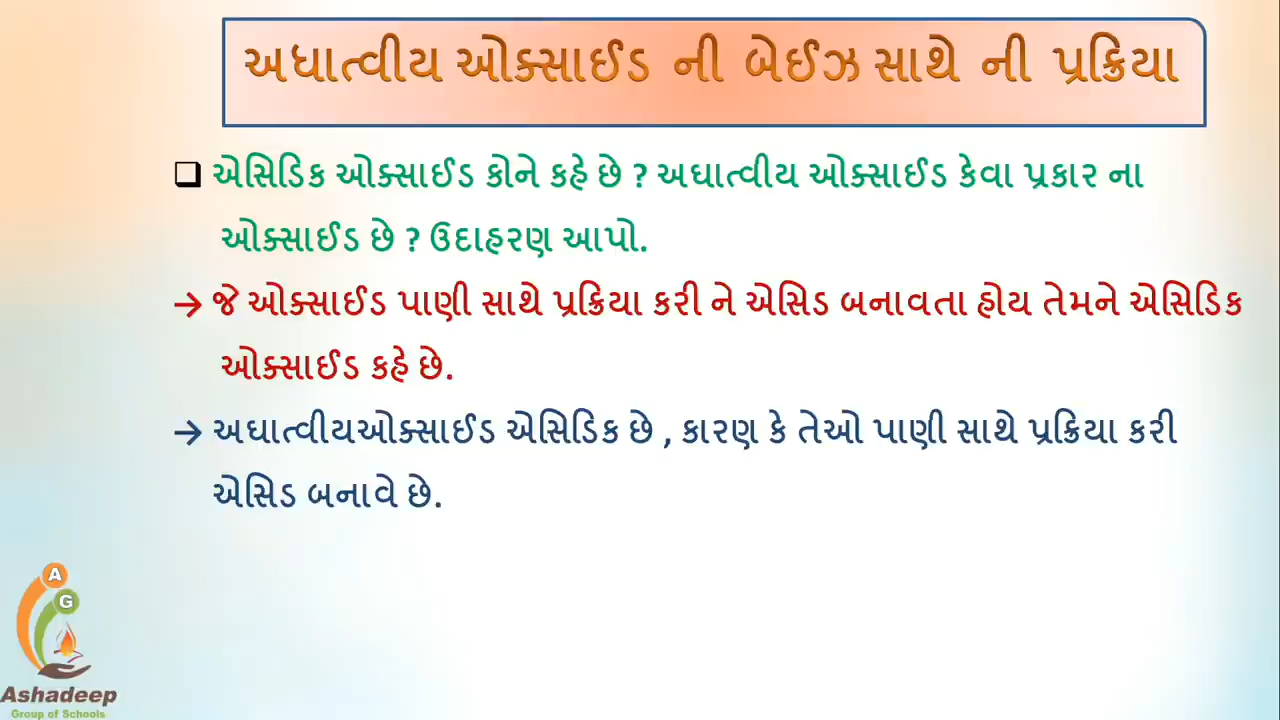 અધાત્વીય ઓક્સાઈડ ની બેઈઝ સાથે ની પ્રક્રિયા
❑ એસિડિક ઓક્સાઈડ કોને કહે છે ? અઘાત્વીય ઓક્સાઈડ કેવા પ્રકાર ના
ઓક્સાઈડ છે ? ઉદાહરણ આપો.
→ જે ઓક્સાઈડ પાણી સાથે પ્રક્રિયા કરી ને એસિડ બનાવતા હોય તેમને એસિડિક
ઓક્સાઈડ કહે છે.
→ અઘાત્વીયઓક્સાઈડ એસિડિક છે , કારણ કે તેઓ પાણી સાથે પ્રક્રિયા કરી
એસિડ બનાવે છે.
A
G
Ashadeep
Group of Schools